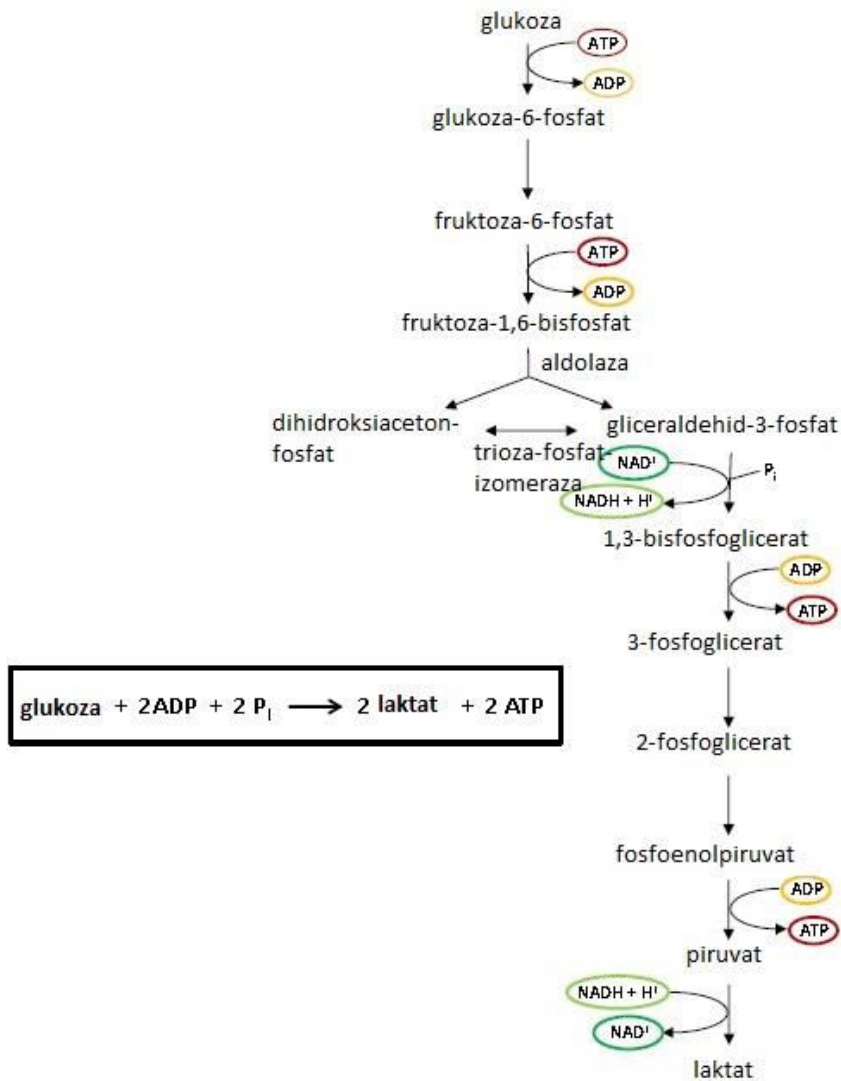 glukoza
ATP
ADP
glukoza-6-fosfat
fruktoza-6-fosfat
ATP
ADP
fruktoza-1,6-bisfosfat
aldolaza
dihidroksiaceton-
fosfat
gliceraldehid-3-fosfat
trioza-fosfat-
izomeraza
NAD⁺
Pᵢ
NADH + H⁺
1,3-bisfosfoglicerat
ADP
ATP
3-fosfoglicerat
glukoza + 2ADP + 2 Pᵢ ⟶ 2 laktat + 2 ATP
2-fosfoglicerat
fosfoenolpiruvat
ADP
ATP
piruvat
NADH + H⁺
NAD⁺
laktat